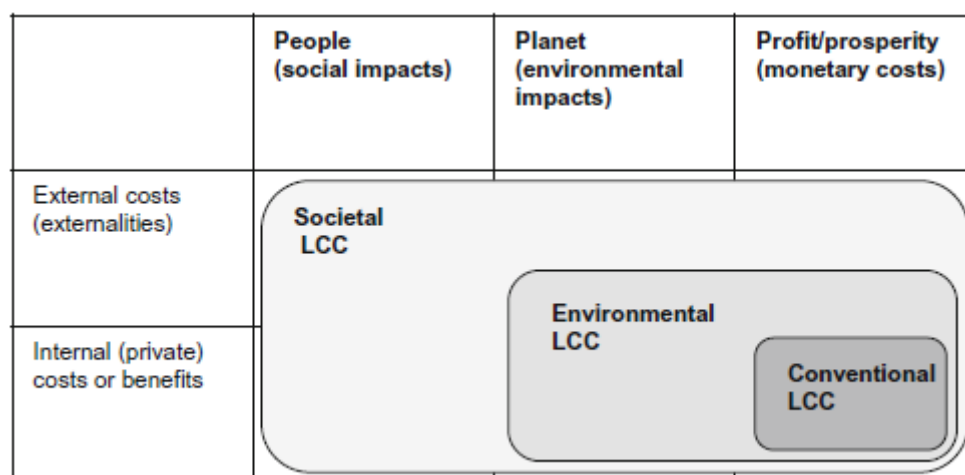 People
(social impacts)
Planet
(environmental
impacts)
Profit/prosperity
(monetary costs)
External costs
(externalities)
Societal
LCC
Environmental
LCC
Internal (private)
costs or benefits
Conventional
LCC